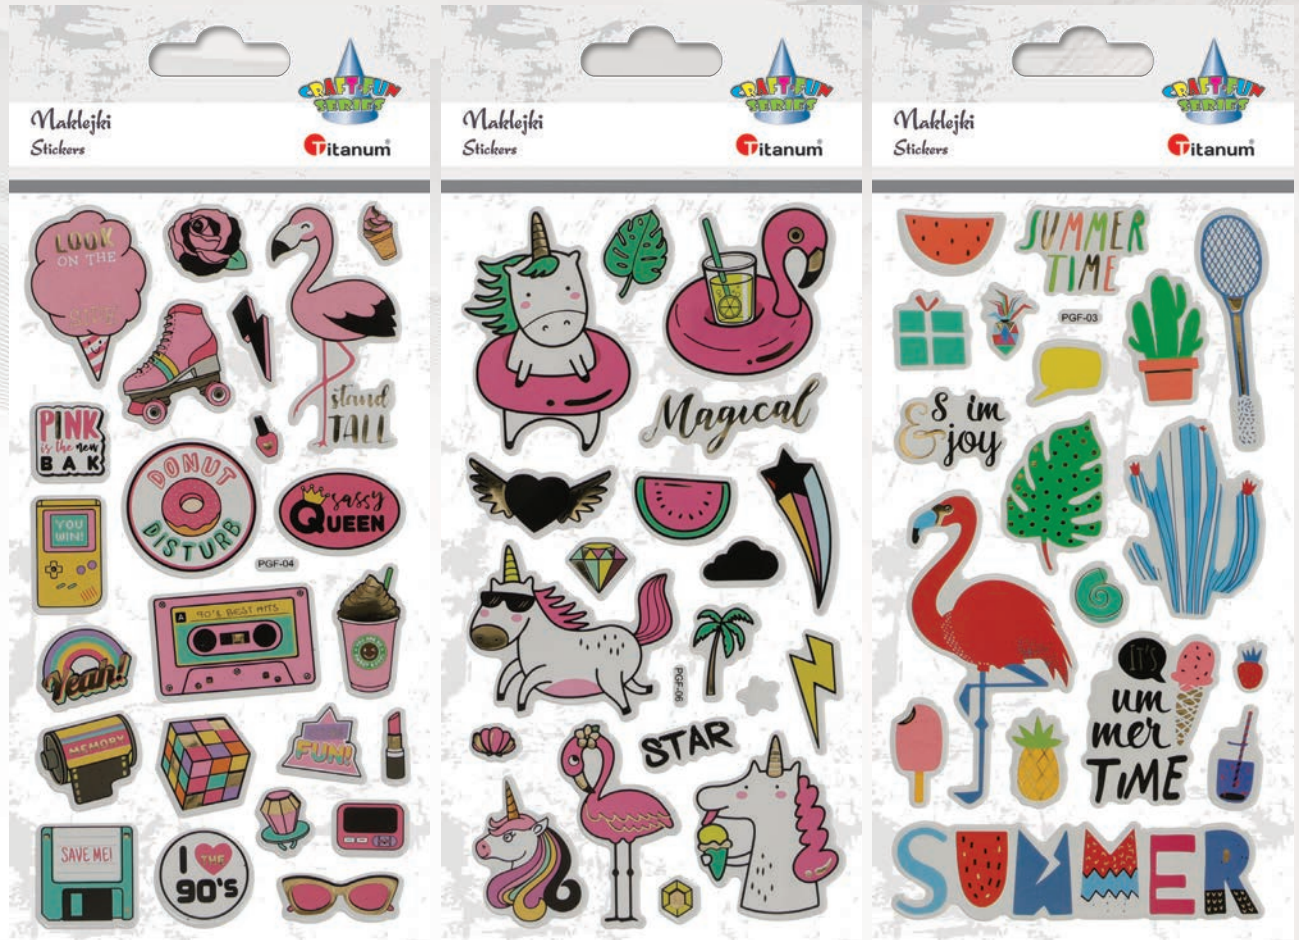 CRAFT-FUN
SERIES
Naklejki
Stickers
Titanum®
LOOK
ON THE
SIDE
stand
TALL
PINK
is the new
BAK
DONUT
DISTURB
sassy
QUEEN
YOU
WIN!
PGF-04
A
90's BEST HITS
Yeah!
MEMORY
FUN!
SAVE ME!
I THE
90's
CRAFT-FUN
SERIES
Naklejki
Stickers
Titanum®
Magical
PGF-06
STAR
CRAFT-FUN
SERIES
Naklejki
Stickers
Titanum®
SUMMER
TIME
PGF-03
S im
& joy
IT'S
um
mer
TIME
SUMMER